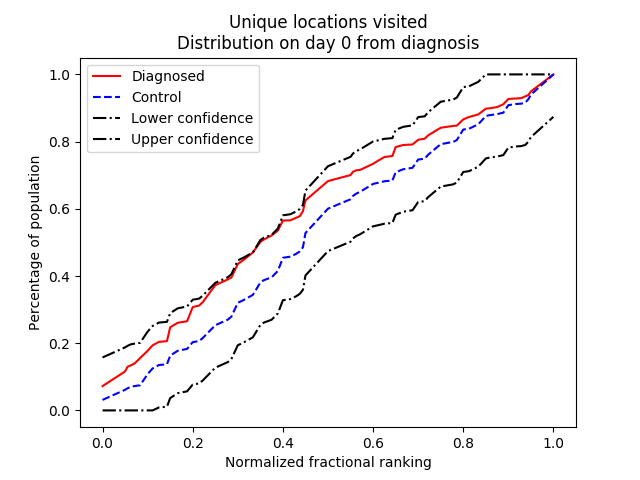 Unique locations visited
Distribution on day 0 from diagnosis
Diagnosed
Control
Lower confidence
Upper confidence
Percentage of population
1.0
0.8
0.6
0.4
0.2
0.0
0.0 0.2 0.4 0.6 0.8 1.0
Normalized fractional ranking